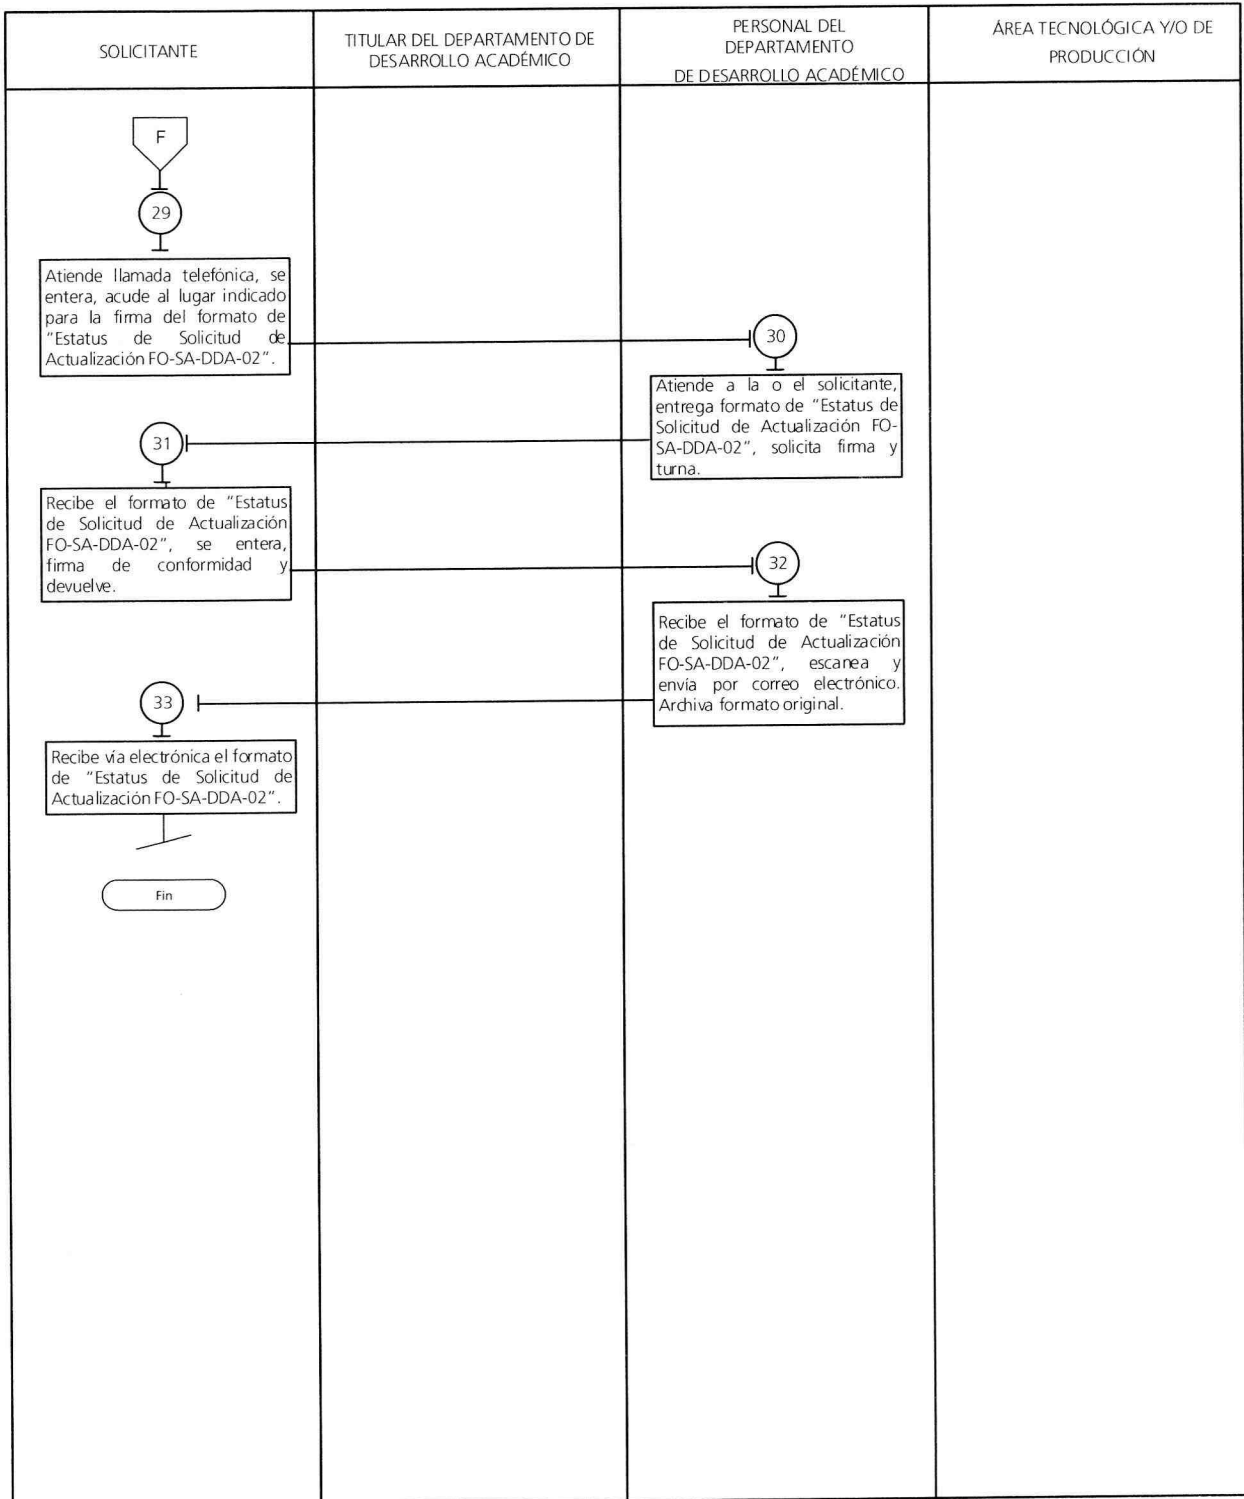 SOLICITANTE
TITULAR DEL DEPARTAMENTO DE
DESARROLLO ACADÉMICO
PERSONAL DEL
DEPARTAMENTO
DE DESARROLLO ACADÉMICO
ÁREA TECNOLÓGICA Y/O DE
PRODUCCIÓN
F
29
Atiende llamada telefónica, se
entera, acude al lugar indicado
para la firma del formato de
"Estatus de Solicitud de
Actualización FO-SA-DDA-02".
30
Atiende a la o el solicitante,
entrega formato de "Estatus de
Solicitud de Actualización FO-
SA-DDA-02", solicita firma y
turna.
31
Recibe el formato de "Estatus
de Solicitud de Actualización
FO-SA-DDA-02", se entera,
firma de conformidad y
devuelve.
32
Recibe el formato de "Estatus
de Solicitud de Actualización
FO-SA-DDA-02", escanea y
envía por correo electrónico.
Archiva formato original.
33
Recibe vía electrónica el formato
de "Estatus de Solicitud de
Actualización FO-SA-DDA-02".
Fin